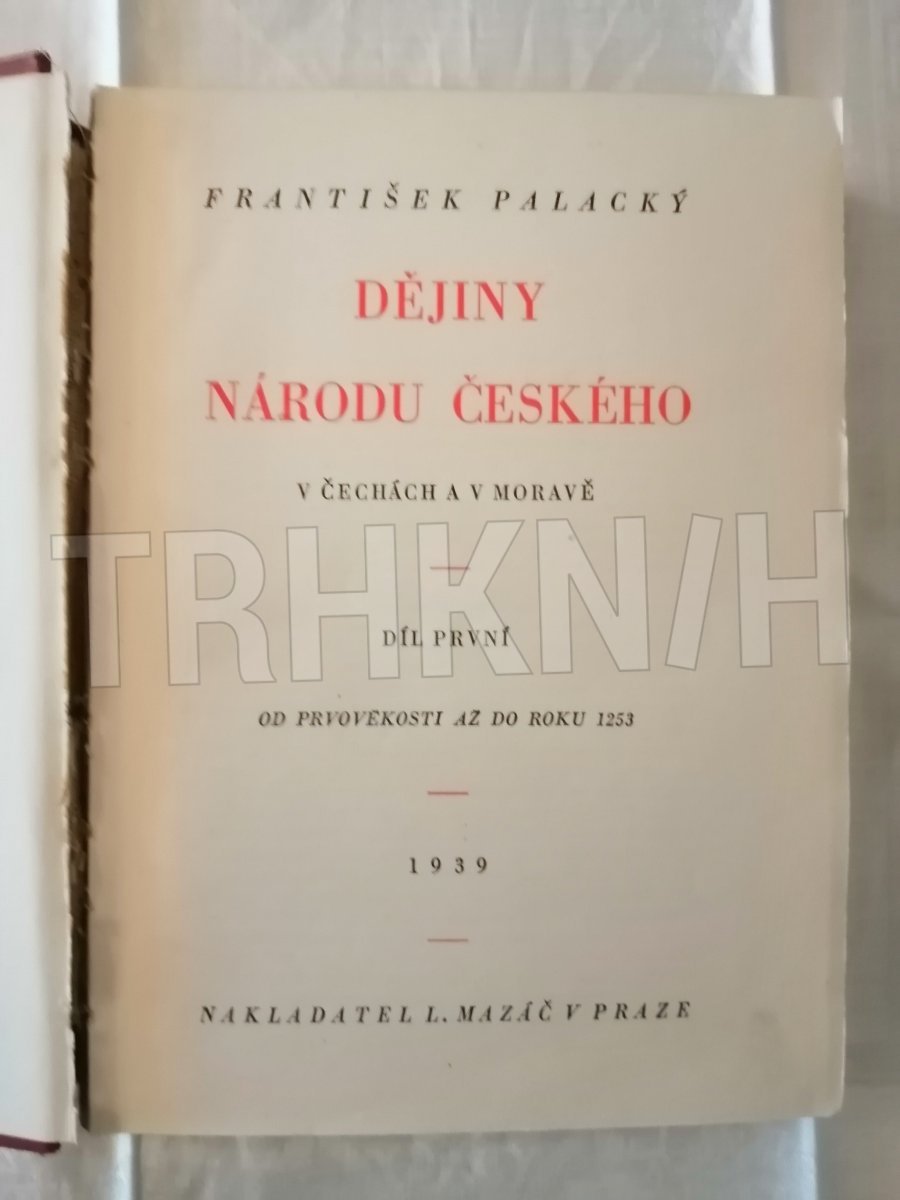 FRANTIŠEK PALACKÝ
DĚJINY
NÁRODU ČESKÉHO
V ČECHÁCH A V MORAVĚ
TRHKN/H
DÍL PRVNÍ
OD PRVOVĚKOSTI AŽ DO ROKU 1253
1939
NAKLADATEL L. MAZÁČ V PRAZE